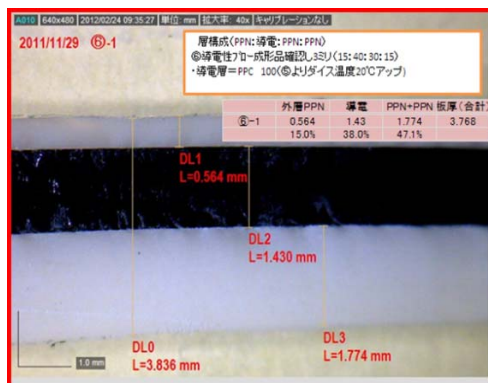 A010 640x480 2012/02/24 09:35:27 単位: mm 拡大率: 40x キャリブレーションなし
2011/11/29 ⑥-1
層構成(PPN:導電:PPN:PPN)
⑥導電性ブロー成形品確認し3ミリ(15:40:30:15)
・導電層=PPC 100(⑤よりダイス温度20℃アップ)
外層PPN 導電 PPN+PPN 板厚(合計)
⑥-1 0.564 1.43 1.774 3.768
15.0% 38.0% 47.1%
DL1
L=0.564 mm
DL2
L=1.430 mm
DL0
L=3.836 mm
DL3
L=1.774 mm
1.0 mm